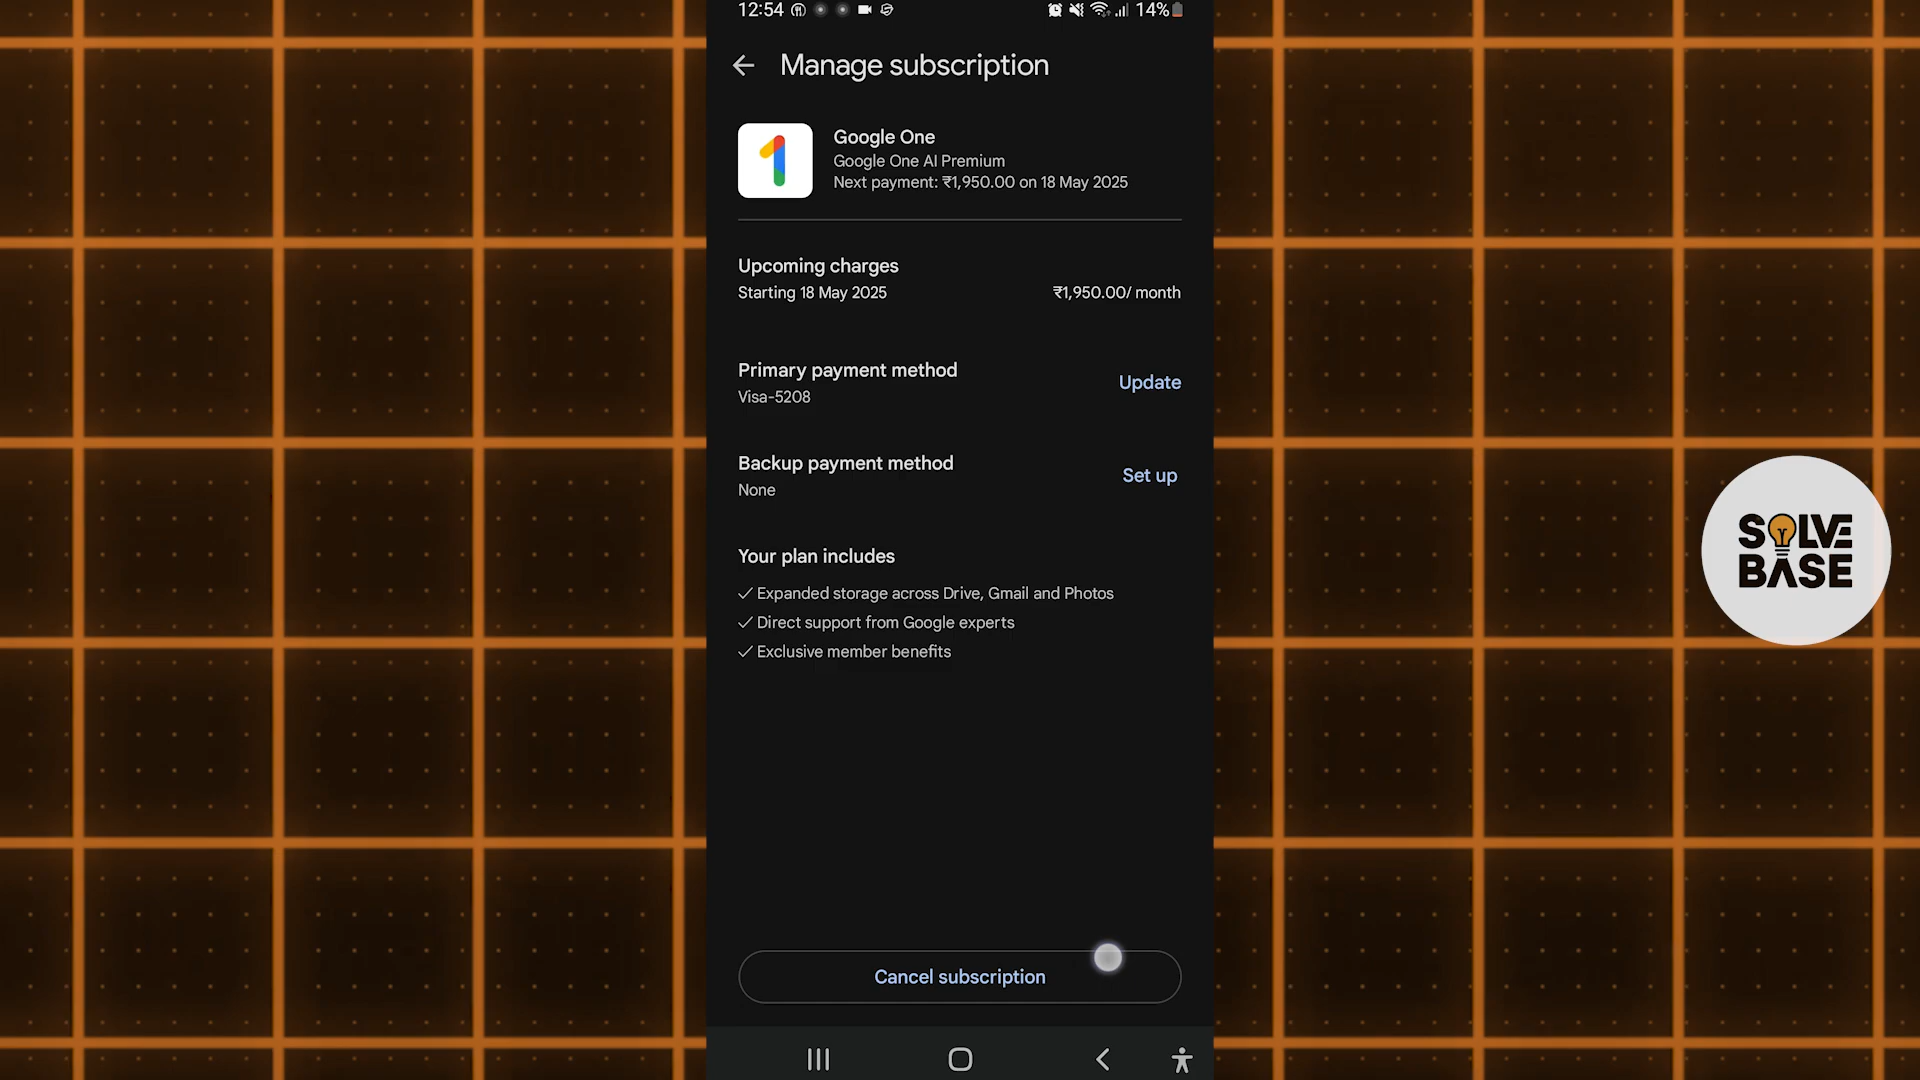 12:54
14%
Manage subscription
Google One
Google One AI Premium
Next payment: ₹1,950.00 on 18 May 2025
Upcoming charges
Starting 18 May 2025
₹1,950.00/ month
Primary payment method
Visa-5208
Update
Backup payment method
None
Set up
Your plan includes
✓ Expanded storage across Drive, Gmail and Photos
✓ Direct support from Google experts
✓ Exclusive member benefits
Cancel subscription
SOLVE
BASE